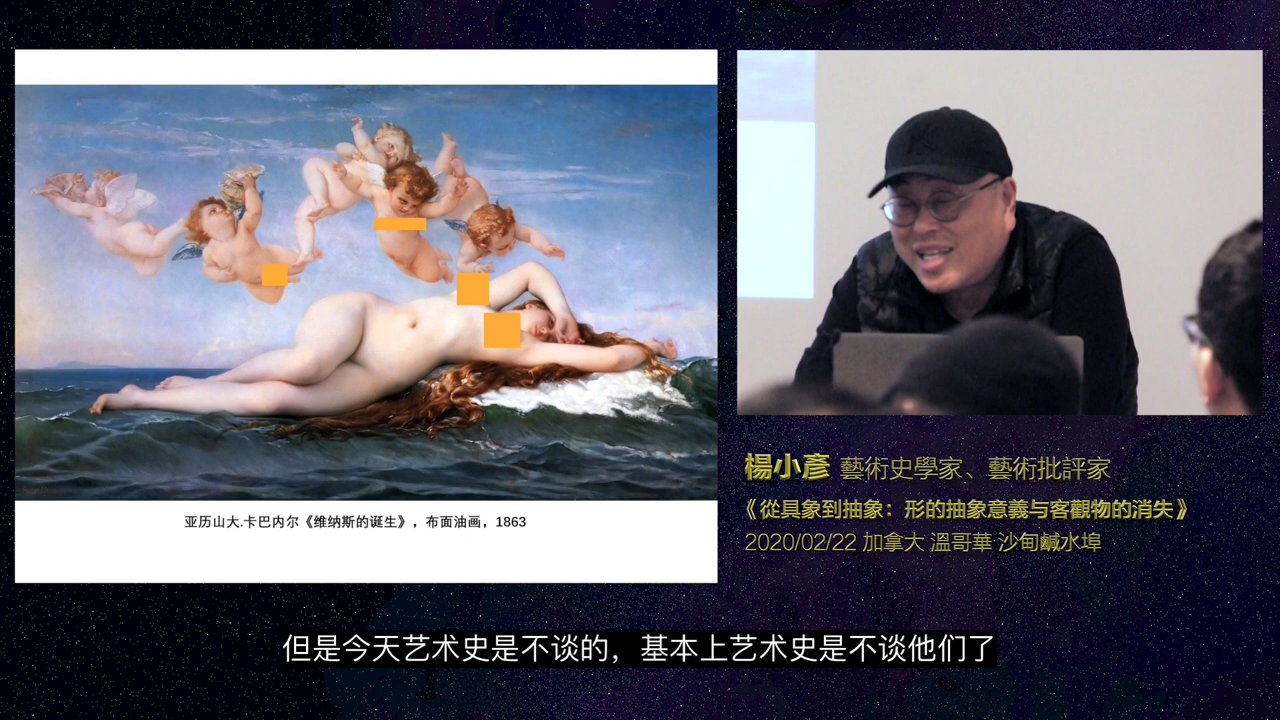 亚历山大.卡巴内尔《维纳斯的诞生》，布面油画，1863
楊小彥 藝術史學家、藝術批評家
《從具象到抽象：形的抽象意義与客觀物的消失》
2020/02/22 加拿大 溫哥華 沙甸鹹水埠
但是今天艺术史是不谈的，基本上艺术史是不谈他们了